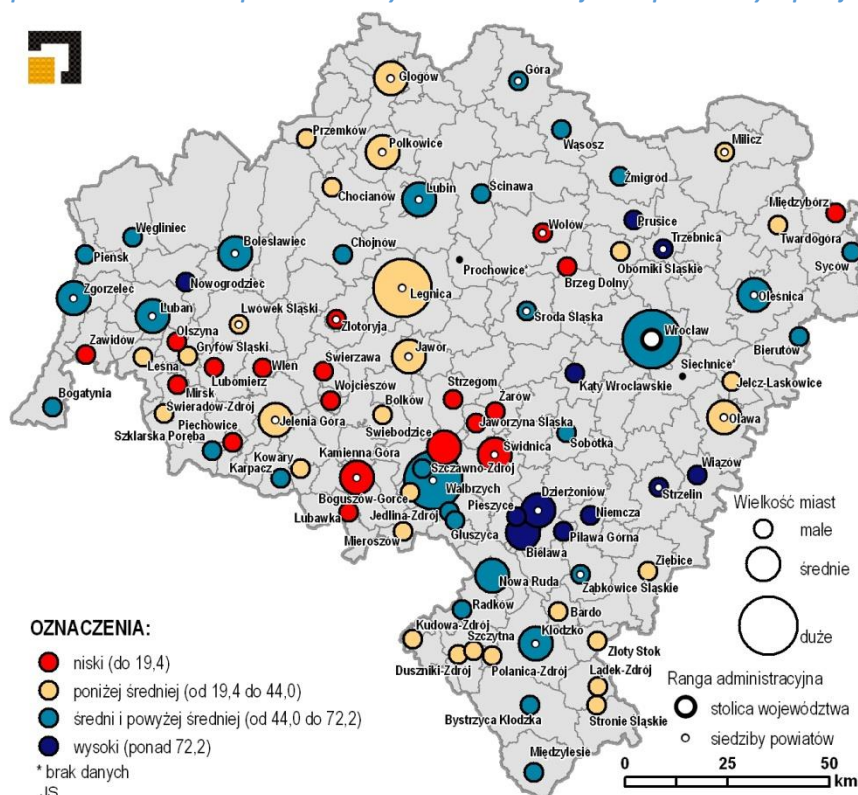 Głogów
Góra
Przemków
Polkowice
Wąsosz
Milicz
Chocianów
Lubin
Ścinawa
Żmigród
Międzybórz
Węgliniec
Bolesławiec
Chojnów
Wołów
Prusice
Trzebnica
Twardogóra
Pieńsk
Prochowice*
Oborniki Śląskie
Syców
Nowogrodziec
Brzeg Dolny
Zgorzelec
Legnica
Oleśnica
Lubań
Lwówek Śląski
Złotoryja
Środa Śląska
Wrocław
Olszyna
Zawidów
Gryfów Śląski
Jawor
Bierutów
Leśna
Wleń
Świerzawa
Siechnice*
Lubomierz
Kąty Wrocławskie
Jelcz-Laskowice
Mirsk
Wojcieszów
Strzegom
Bogatynia
Świeradów-Zdrój
Bolków
Żarów
Piechowice
Jelenia Góra
Świebodzice
Jaworzyna Śląska
Oława
Szklarska Poręba
Sobótka
Kowary
Kamienna Góra
Świdnica
Karpacz
Szczawno-Zdrój
Wiązów
Wałbrzych
Strzelin
Boguszów-Gorce
Dzierżoniów
Lubawka
Jedlina-Zdrój
Pieszyce
Niemcza
Mieroszów
Głuszyca
Piława Górna
Bielawa
Ziębice
Nowa Ruda
Ząbkowice Śląskie
Radków
Bardo
Kudowa-Zdrój
Szczytna
Kłodzko
Złoty Stok
Duszniki-Zdrój
Polanica-Zdrój
Lądek-Zdrój
Bystrzyca Kłodzka
Stronie Śląskie
Międzylesie
Wielkość miast
małe
średnie
duże
Ranga administracyjna
stolica województwa
siedziby powiatów
0 25 50
km
OZNACZENIA:
niski (do 19,4)
poniżej średniej (od 19,4 do 44,0)
średni i powyżej średniej (od 44,0 do 72,2)
wysoki (ponad 72,2)
* brak danych
JS